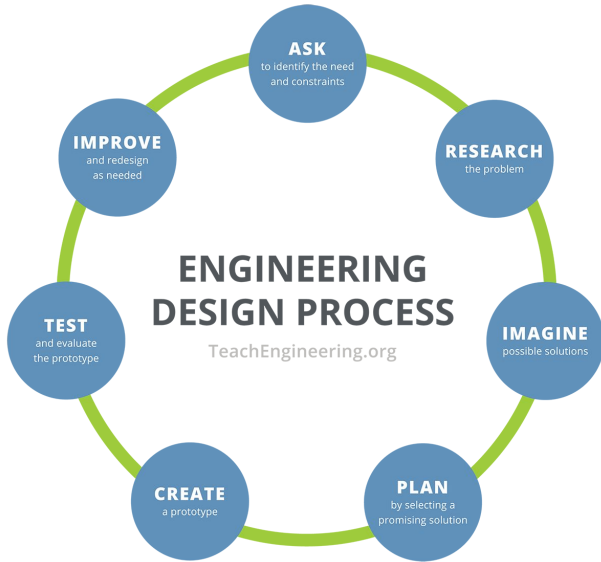 ASK
to identify the need
and constraints
RESEARCH
the problem
IMAGINE
possible solutions
PLAN
by selecting a
promising solution
CREATE
a prototype
TEST
and evaluate
the prototype
IMPROVE
and redesign
as needed
ENGINEERING
DESIGN PROCESS
TeachEngineering.org